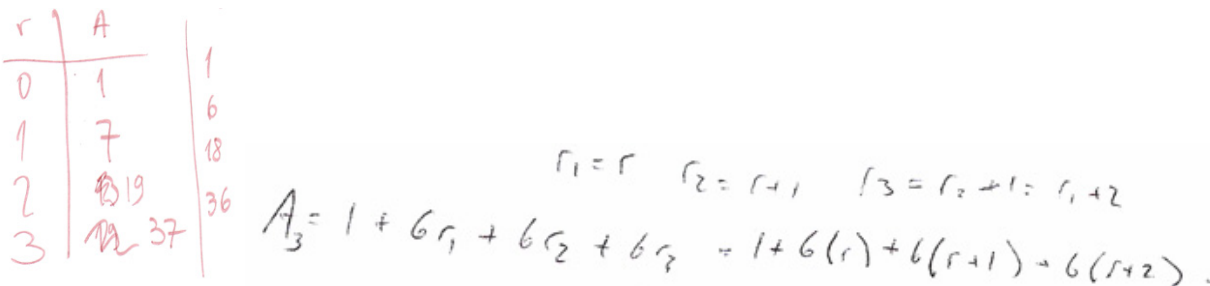 r A
0 1 1
1 7 6
2 19 18
3 37 36
r₁ = r r₂ = r+1 r₃ = r₂ +1 = r₁ +2
A₃ = 1 + 6r₁ + 6r₂ + 6r₃ = 1 + 6(r) + 6(r+1) + 6(r+2)